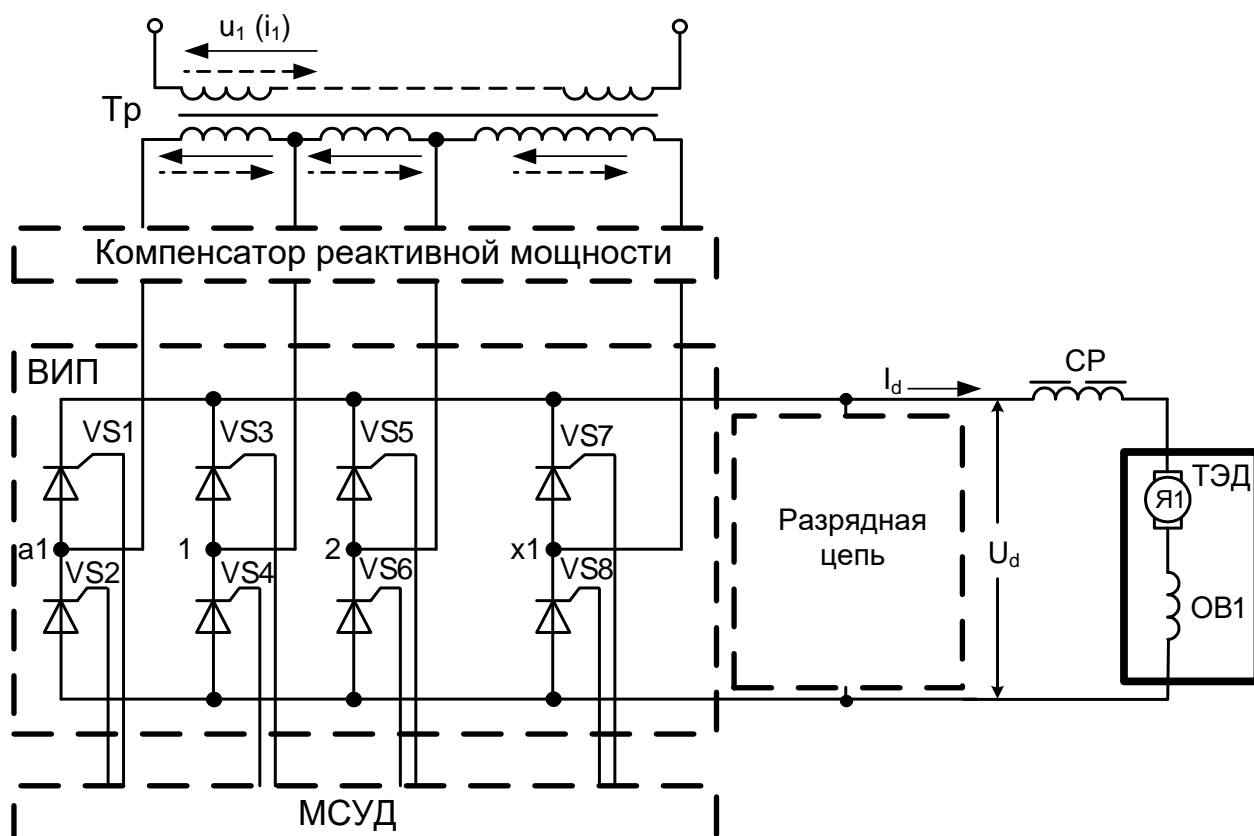 u₁ (i₁)
Тр
Компенсатор реактивной мощности
ВИП
VS1 VS3 VS5 VS7
a1 1 2 x1
VS2 VS4 VS6 VS8
МСУД
Разрядная
цепь
I_d
U_d
СР
ТЭД
Я1
ОВ1